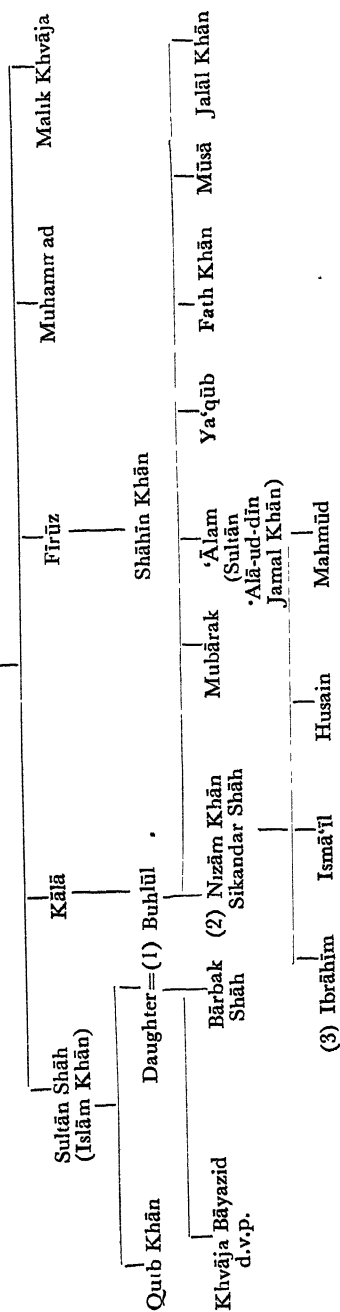 Sultān Shāh
(Islām Khān)
Kālā
Fīrūz
Muhammad
Malik Khvāja
Qutb Khān
Daughter=(1) Buhlūl
Shāhīn Khān
Khvāja Bāyazid
d.v.p.
Bārbak
Shāh
(2) Nizām Khān
Sikandar Shāh
Mubārak
‘Ālam
(Sultān
‘Alā-ud-dīn
Jamal Khān)
Ya‘qūb
Fath Khān
Mūsā
Jalāl Khān
(3) Ibrāhīm
Ismā‘īl
Husain
Mahmūd